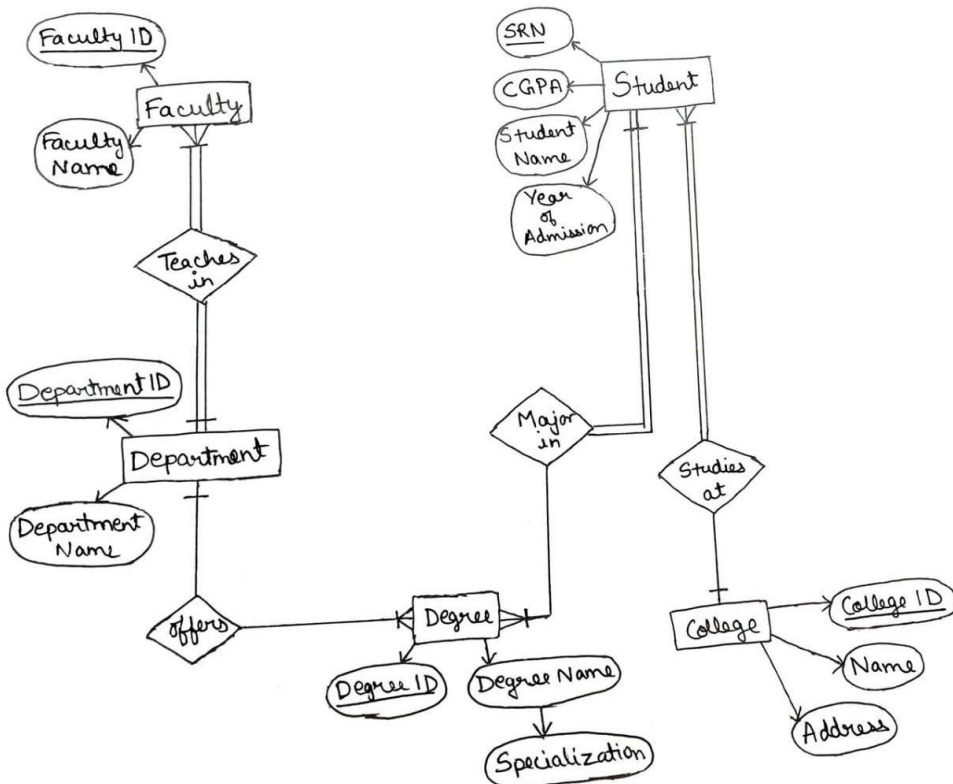 Faculty ID
Faculty
Faculty
Name
Teaches
in
Department ID
Department
Department
Name
offers
Degree
Degree ID
Degree Name
Specialization
Major
in
SRN
CGPA
Student
Name
Year
of
Admission
Student
Studies
at
College
College ID
Name
Address